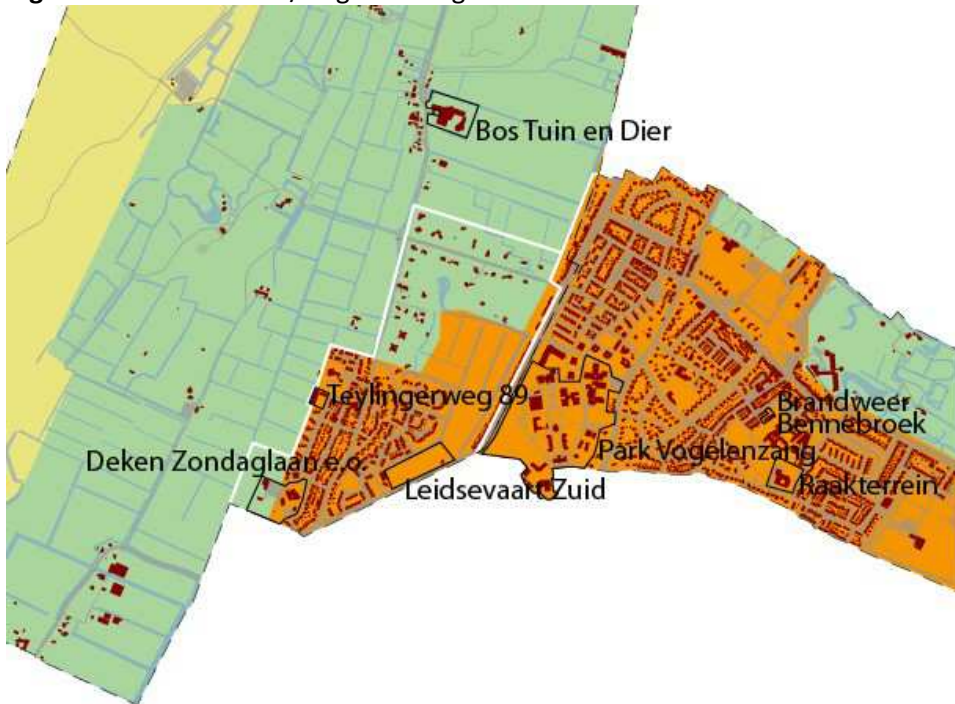 Bos Tuin en Dier
Teylingerweg 89
Brandweer
Bennebroek
Deken Zondaglaan e.o.
Park Vogelenzang
Leidsevaart Zuid
Raakterrein